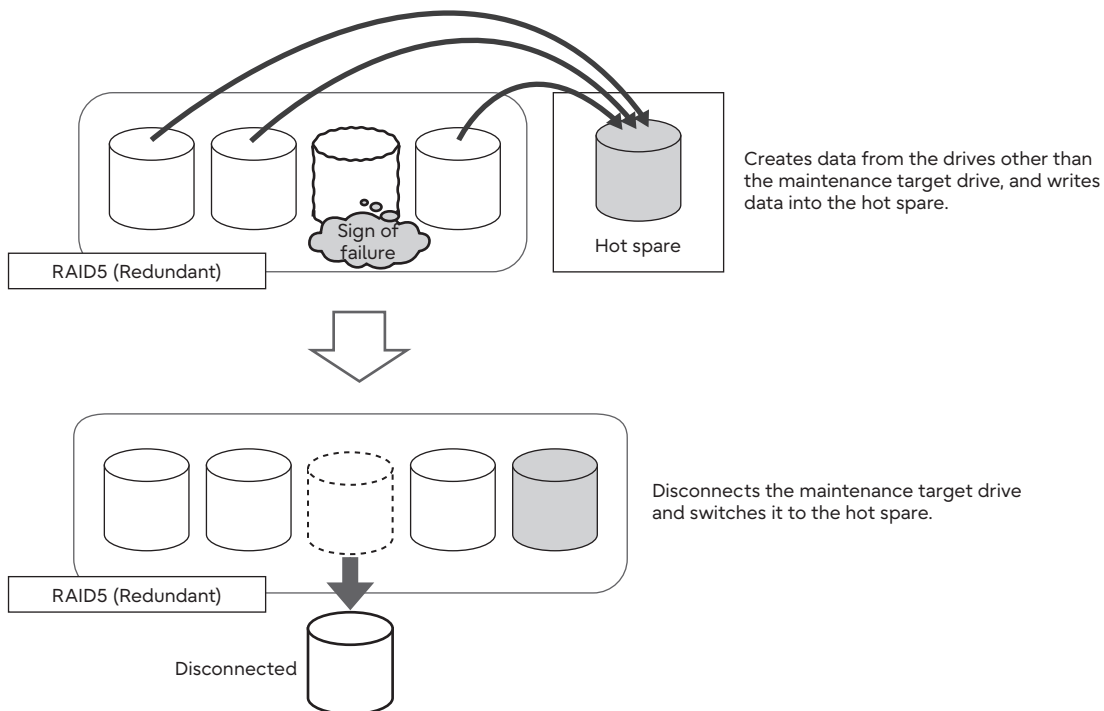 Sign of
failure
Hot spare
Creates data from the drives other than
the maintenance target drive, and writes
data into the hot spare.
RAID5 (Redundant)
Disconnects the maintenance target drive
and switches it to the hot spare.
RAID5 (Redundant)
Disconnected